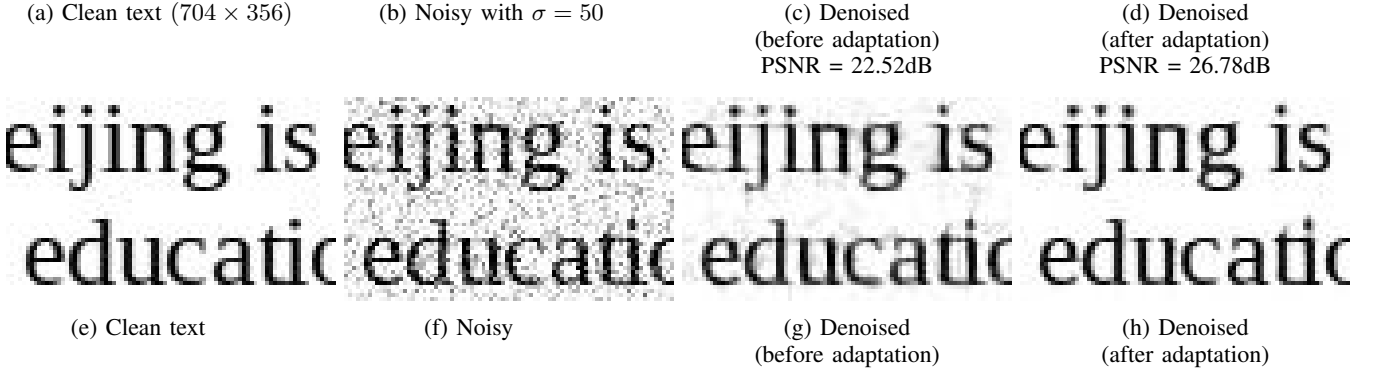 (a) Clean text (704 × 356) (b) Noisy with σ = 50 (c) Denoised (d) Denoised
(before adaptation) (after adaptation)
PSNR = 22.52dB PSNR = 26.78dB
eijing is eijing is eijing is eijing is
educatic educatic educatic educatic
(e) Clean text (f) Noisy (g) Denoised (h) Denoised
(before adaptation) (after adaptation)